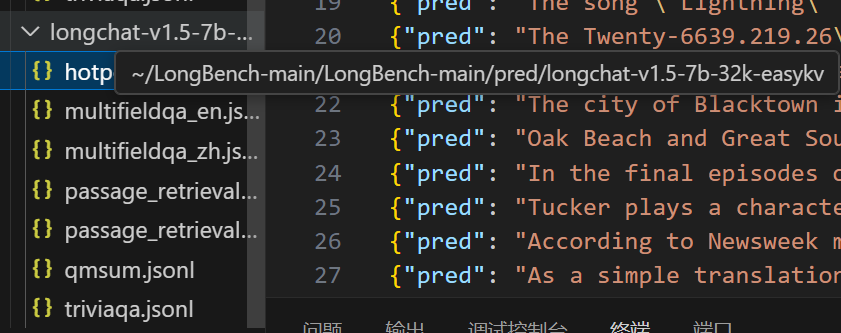 longchat-v1.5-7b-...
hotp
~/LongBench-main/LongBench-main/pred/longchat-v1.5-7b-32k-easykv
multifieldqa_en.js...
multifieldqa_zh.js...
passage_retrieval...
passage_retrieval...
qmsum.jsonl
triviaqa.jsonl
19 {"pred": "The song \"Lightning\
20 {"pred": "The Twenty-6639.219.26\
22 {"pred": "The city of Blacktown i
23 {"pred": "Oak Beach and Great Sou
24 {"pred": "In the final episodes o
25 {"pred": "Tucker plays a characte
26 {"pred": "According to Newsweek m
27 {"pred": "As a simple translation
问题 输出 调试控制台 终端 端口